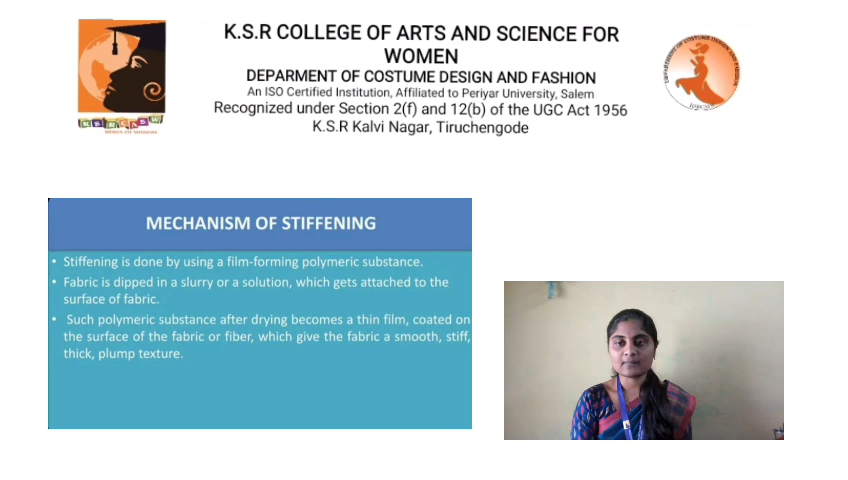 K.S.R COLLEGE OF ARTS AND SCIENCE FOR
WOMEN
DEPARMENT OF COSTUME DESIGN AND FASHION
An ISO Certified Institution, Affiliated to Periyar University, Salem
Recognized under Section 2(f) and 12(b) of the UGC Act 1956
K.S.R Kalvi Nagar, Tiruchengode
KSRCASW
MECHANISM OF STIFFENING
• Stiffening is done by using a film-forming polymeric substance.
• Fabric is dipped in a slurry or a solution, which gets attached to the
surface of fabric.
• Such polymeric substance after drying becomes a thin film, coated on
the surface of the fabric or fiber, which give the fabric a smooth, stiff,
thick, plump texture.